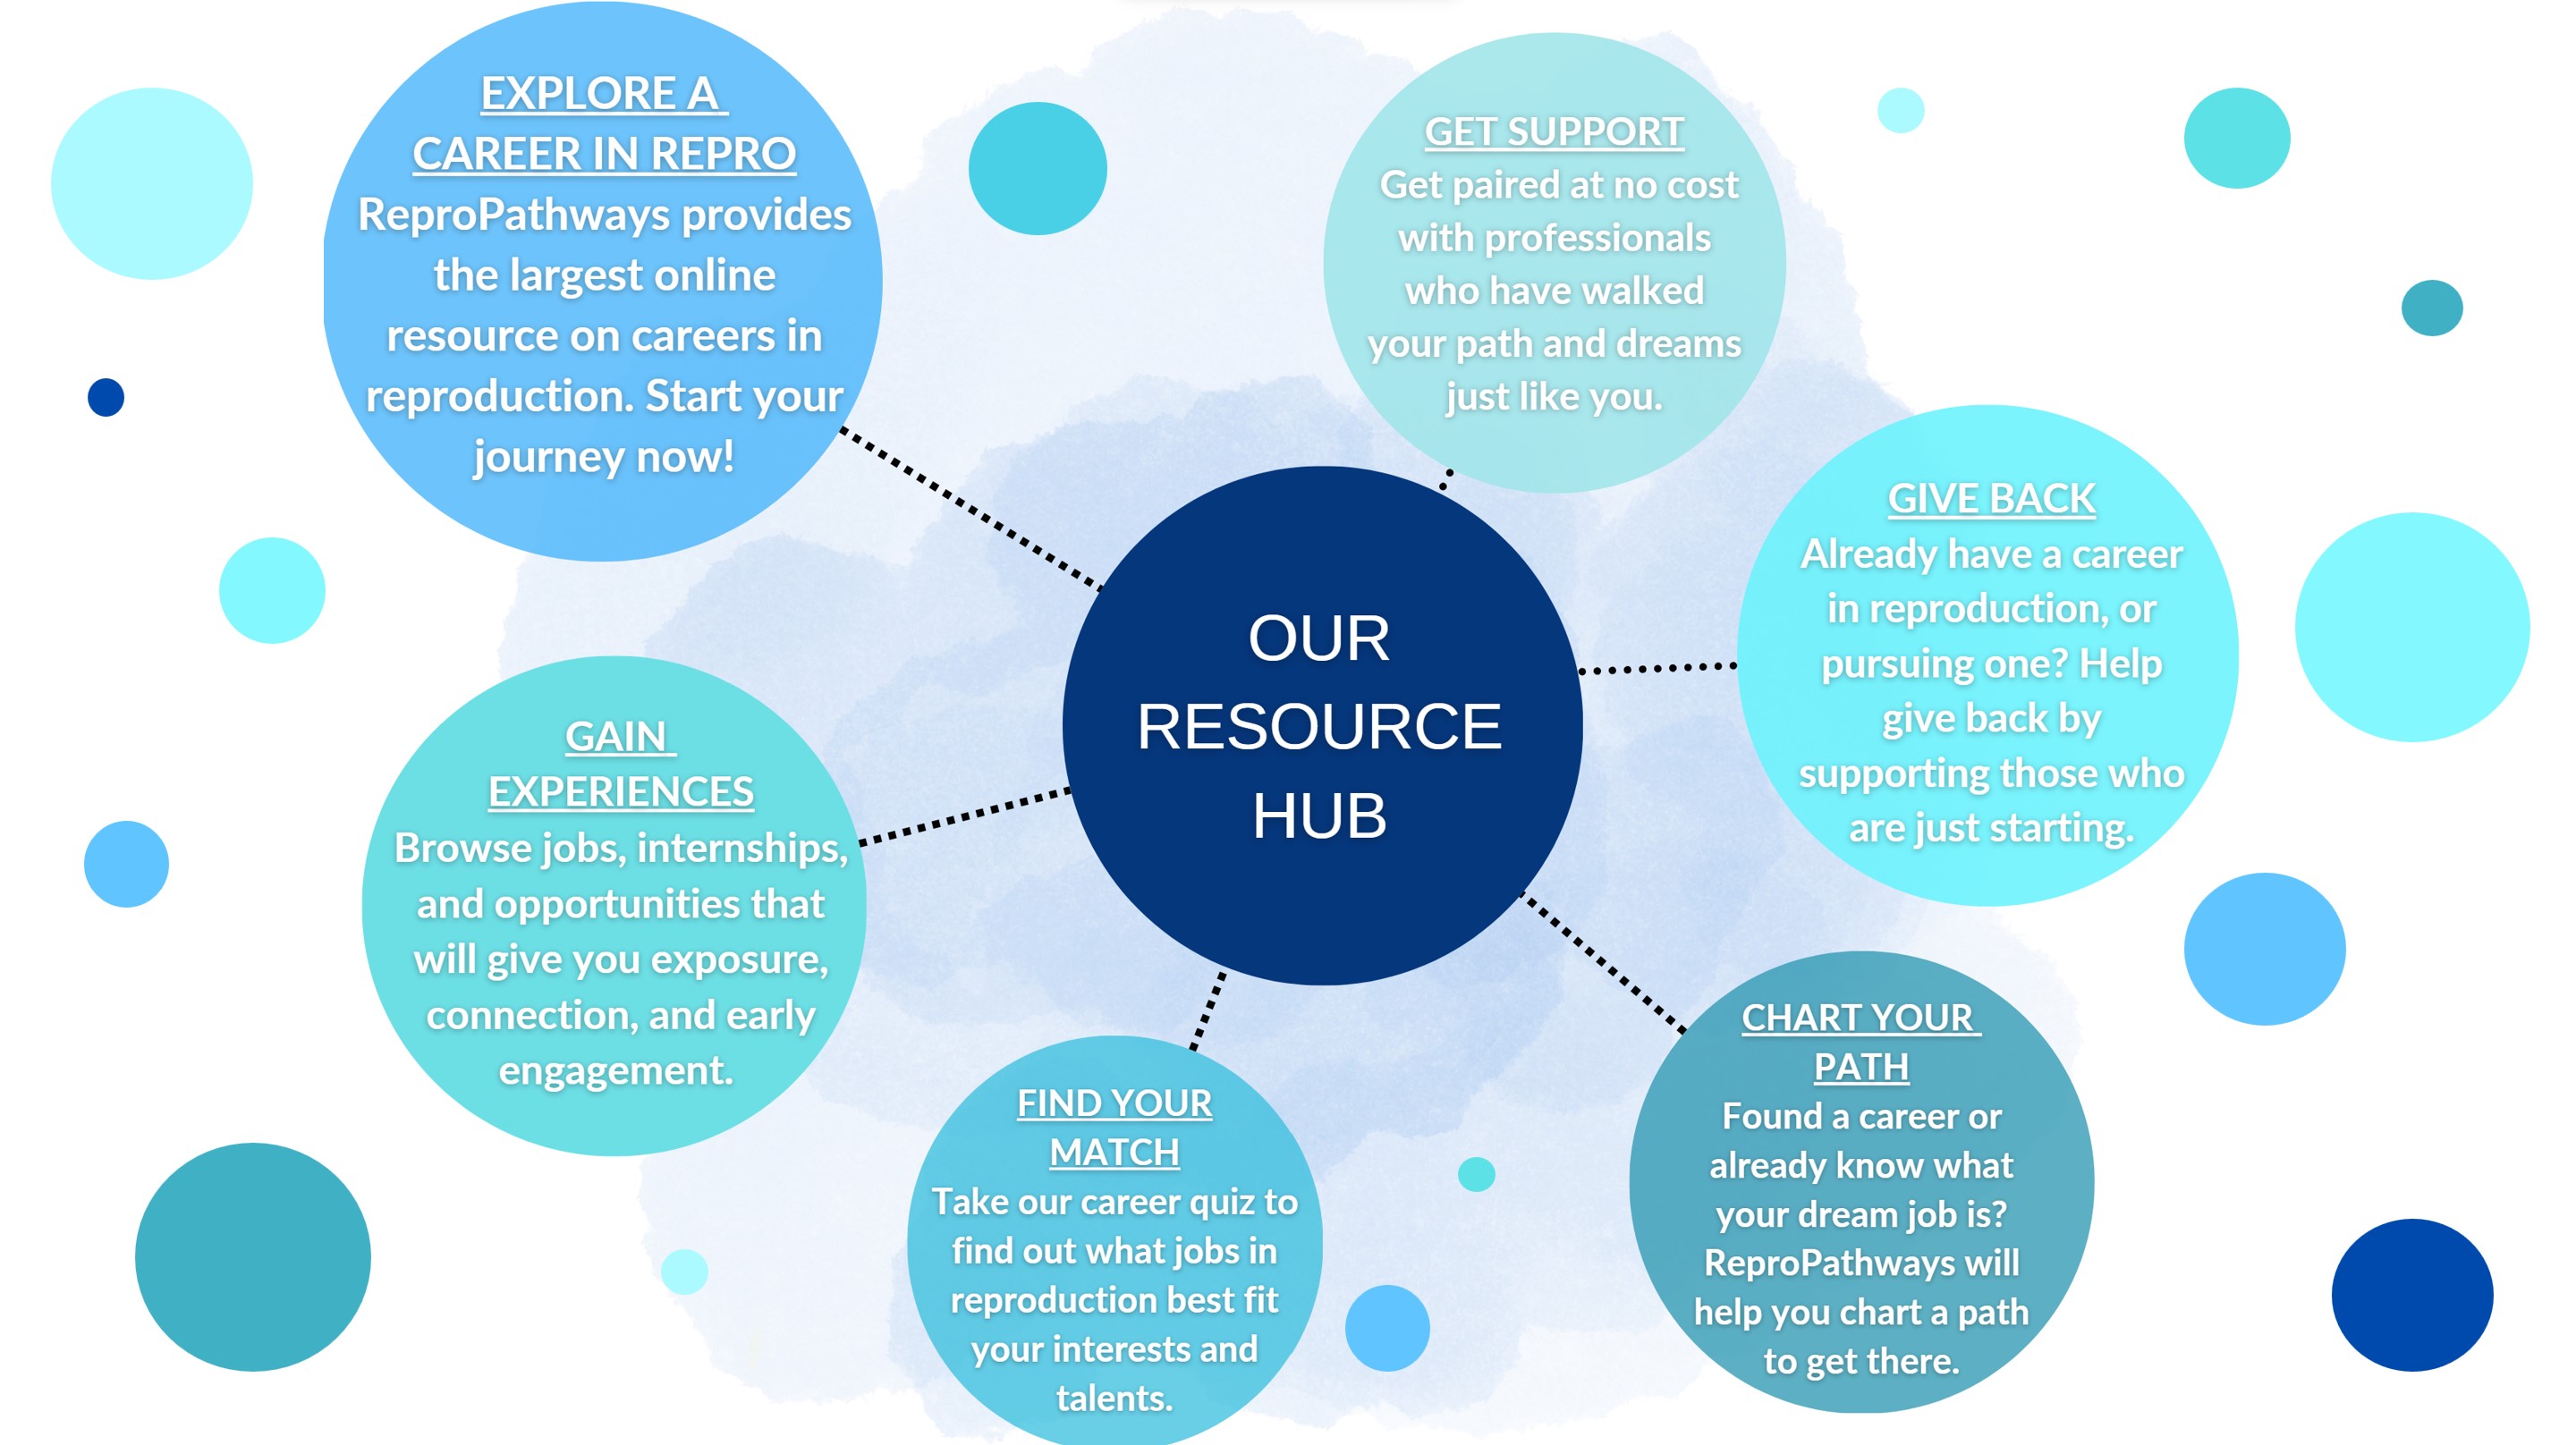 EXPLORE A
CAREER IN REPRO
ReproPathways provides
the largest online
resource on careers in
reproduction. Start your
journey now!
GET SUPPORT
Get paired at no cost
with professionals
who have walked
your path and dreams
just like you.
GIVE BACK
Already have a career
in reproduction, or
pursuing one? Help
give back by
supporting those who
are just starting.
OUR
RESOURCE
HUB
GAIN
EXPERIENCES
Browse jobs, internships,
and opportunities that
will give you exposure,
connection, and early
engagement.
FIND YOUR
MATCH
Take our career quiz to
find out what jobs in
reproduction best fit
your interests and
talents.
CHART YOUR
PATH
Found a career or
already know what
your dream job is?
ReproPathways will
help you chart a path
to get there.